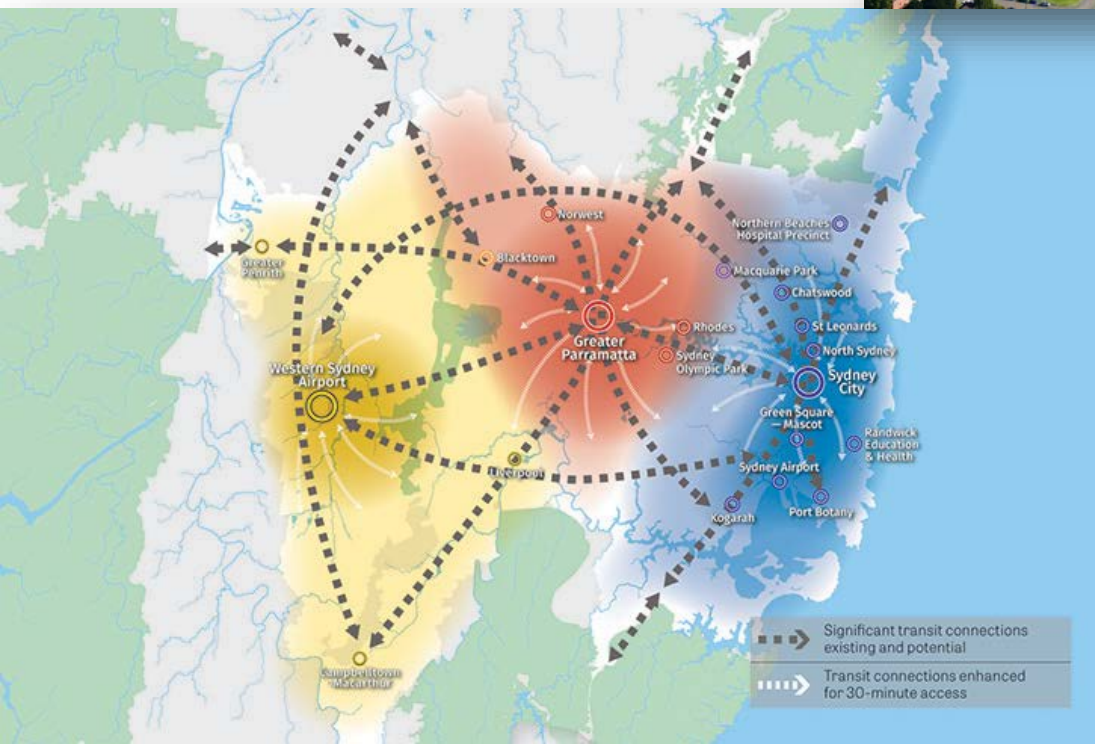 Norwest
Northern Beaches
Hospital Precinct
Greater
Penrith
Blacktown
Macquarie Park
Chatswood
Rhodes
St Leonards
Greater
Parramatta
North Sydney
Sydney
Olympic Park
Western Sydney
Airport
Sydney
City
Green Square
— Mascot
Randwick
Education
& Health
Liverpool
Sydney Airport
Kogarah
Port Botany
Campbelltown
-Macarthur
Significant transit connections
existing and potential
Transit connections enhanced
for 30-minute access